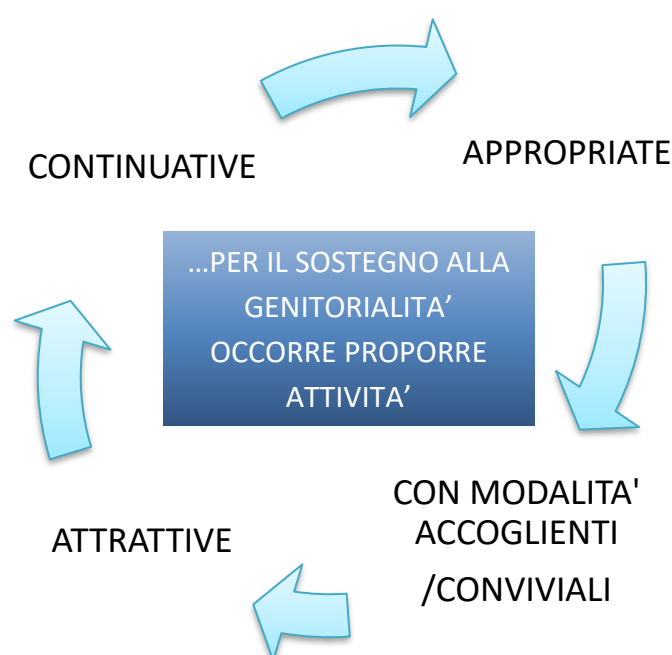 CONTINUATIVE
APPROPRIATE
…PER IL SOSTEGNO ALLA
GENITORIALITA’
OCCORRE PROPORRE
ATTIVITA’
CON MODALITA'
ACCOGLIENTI
/CONVIVIALI
ATTRATTIVE